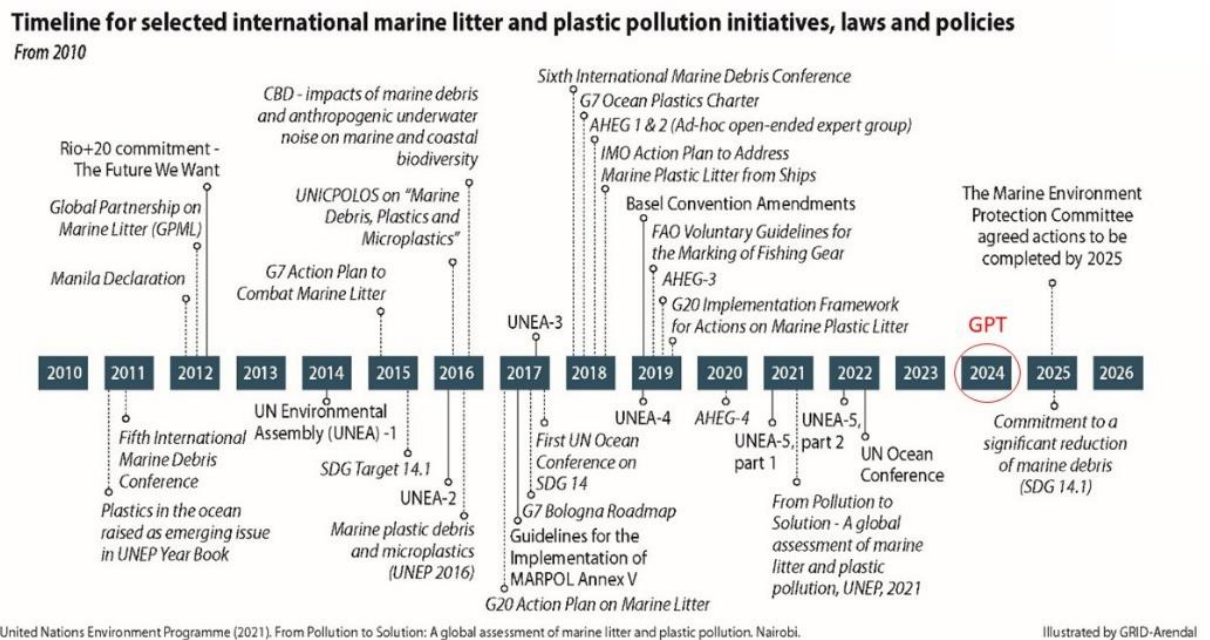 Timeline for selected international marine litter and plastic pollution initiatives, laws and policies
From 2010
Rio+20 commitment -
The Future We Want
Global Partnership on
Marine Litter (GPML)
Manila Declaration
CBD - impacts of marine debris
and anthropogenic underwater
noise on marine and coastal
biodiversity
UNICPOLOS on "Marine
Debris, Plastics and
Microplastics"
G7 Action Plan to
Combat Marine Litter
UNEA-3
Sixth International Marine Debris Conference
G7 Ocean Plastics Charter
AHEG 1 & 2 (Ad-hoc open-ended expert group)
IMO Action Plan to Address
Marine Plastic Litter from Ships
Basel Convention Amendments
FAO Voluntary Guidelines for
the Marking of Fishing Gear
AHEG-3
G20 Implementation Framework
for Actions on Marine Plastic Litter
The Marine Environment
Protection Committee
agreed actions to be
completed by 2025
GPT
2010 2011 2012 2013 2014 2015 2016 2017 2018 2019 2020 2021 2022 2023 2024 2025 2026
Fifth International
Marine Debris
Conference
Plastics in the ocean
raised as emerging issue
in UNEP Year Book
UN Environmental
Assembly (UNEA) -1
SDG Target 14.1
UNEA-2
Marine plastic debris
and microplastics
(UNEP 2016)
First UN Ocean
Conference on
SDG 14
G7 Bologna Roadmap
Guidelines for the
Implementation of
MARPOL Annex V
G20 Action Plan on Marine Litter
UNEA-4
AHEG-4
UNEA-5,
part 1
UNEA-5,
part 2
UN Ocean
Conference
From Pollution to
Solution - A global
assessment of marine
litter and plastic
pollution, UNEP, 2021
Commitment to a
significant reduction
of marine debris
(SDG 14.1)
United Nations Environment Programme (2021). From Pollution to Solution: A global assessment of marine litter and plastic pollution. Nairobi.
Illustrated by GRID-Arendal